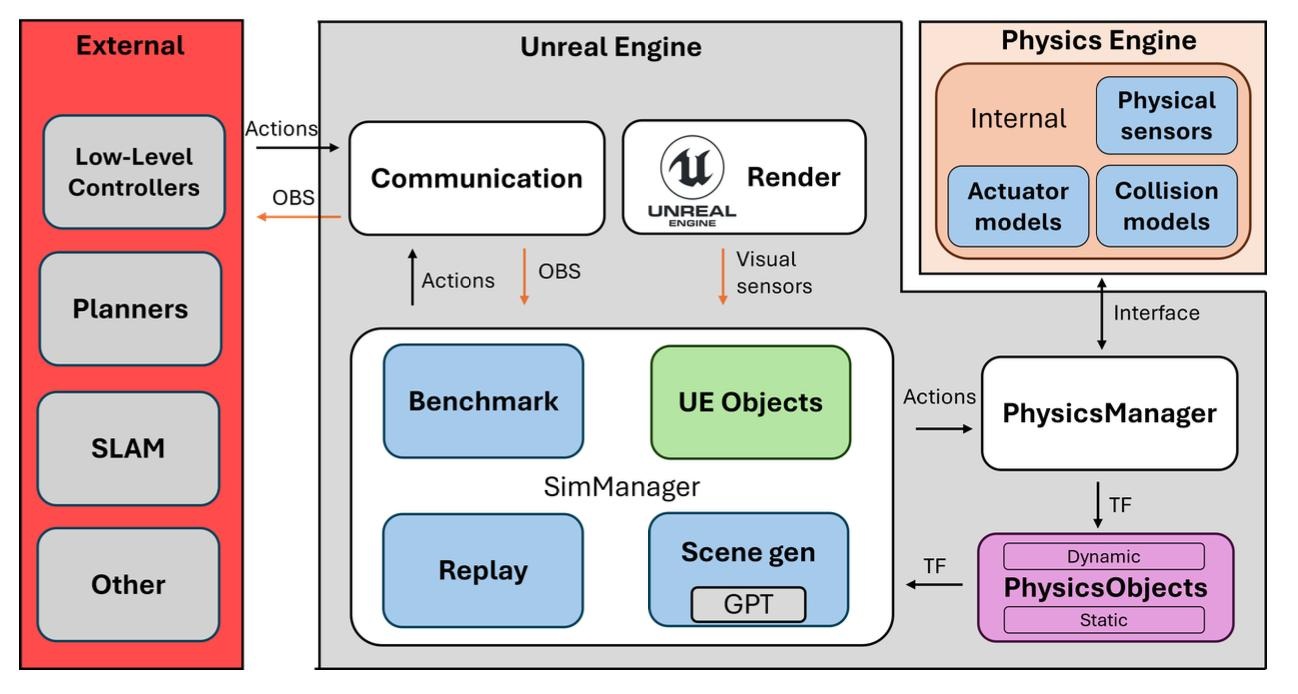 External
Low-Level
Controllers
Planners
SLAM
Other
Actions
OBS
Unreal Engine
Communication
UNREAL
ENGINE
Render
Actions
OBS
Visual
sensors
Benchmark
UE Objects
SimManager
Replay
Scene gen
GPT
Physics Engine
Internal
Physical
sensors
Actuator
models
Collision
models
Interface
Actions
PhysicsManager
TF
TF
Dynamic
PhysicsObjects
Static